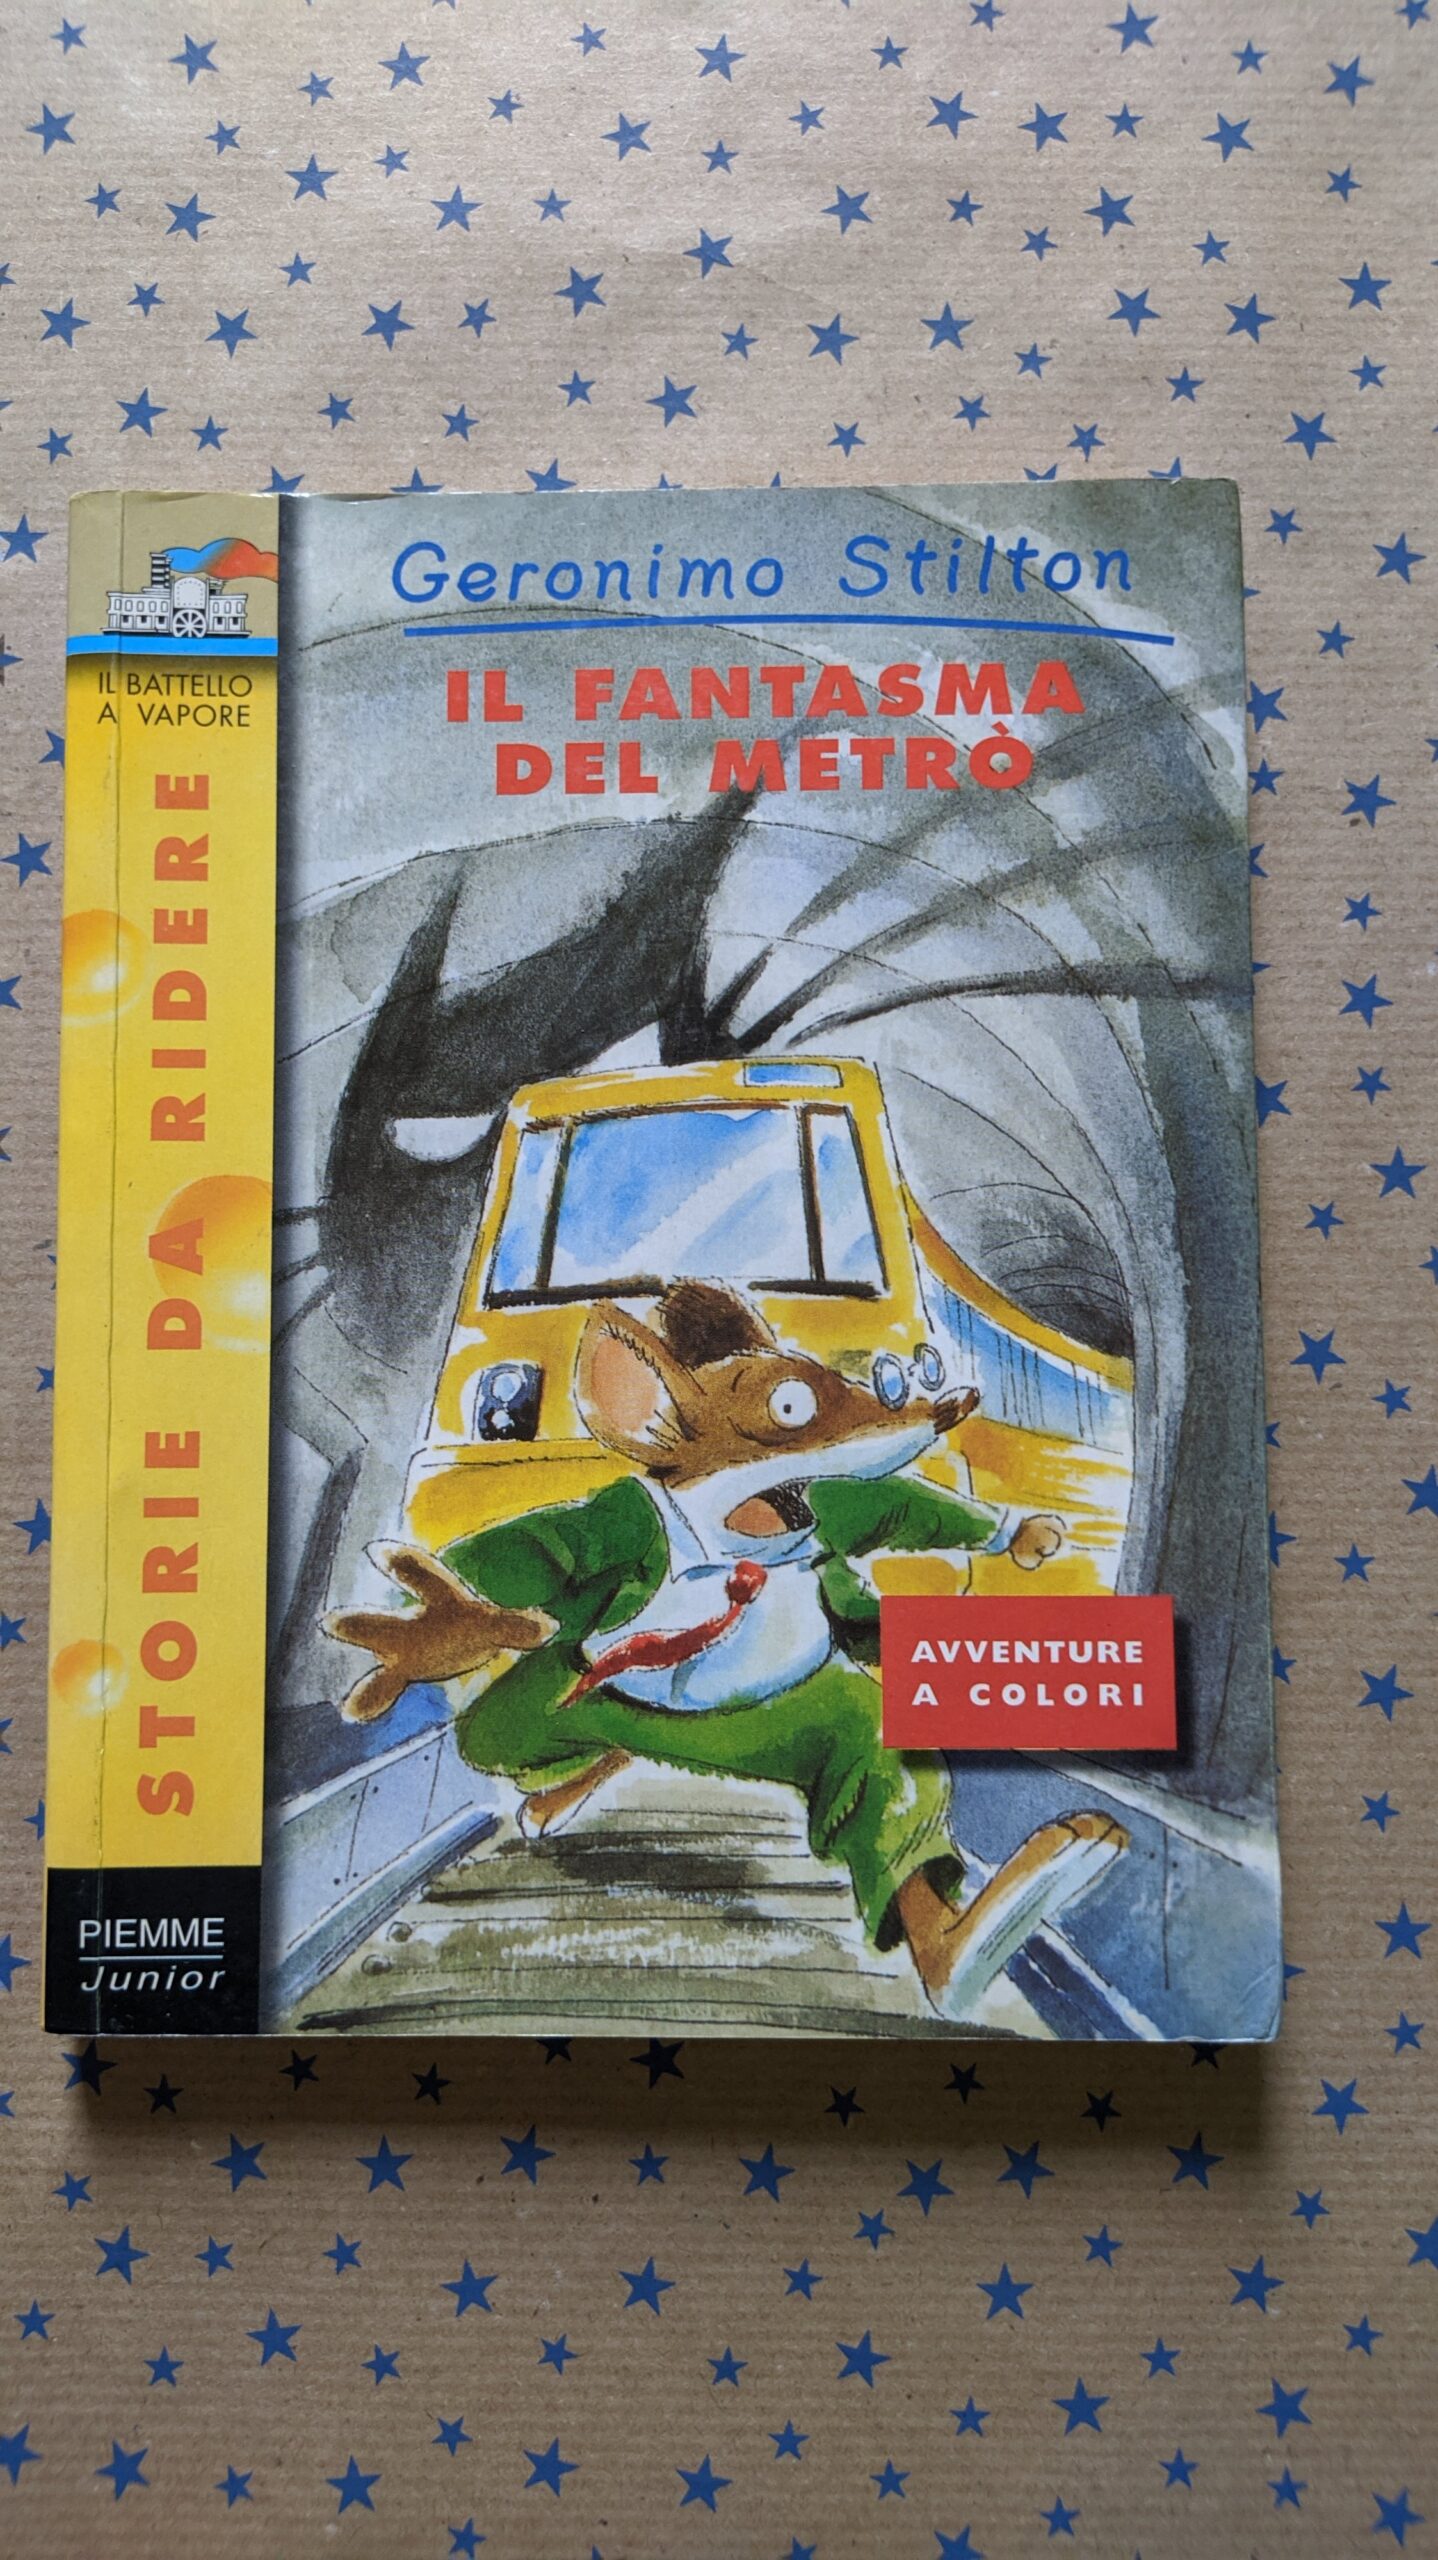 Geronimo Stilton
IL FANTASMA
DEL METRÒ
IL BATTELLO
A VAPORE
STORIE DA RIDERE
AVVENTURE
A COLORI
PIEMME
Junior